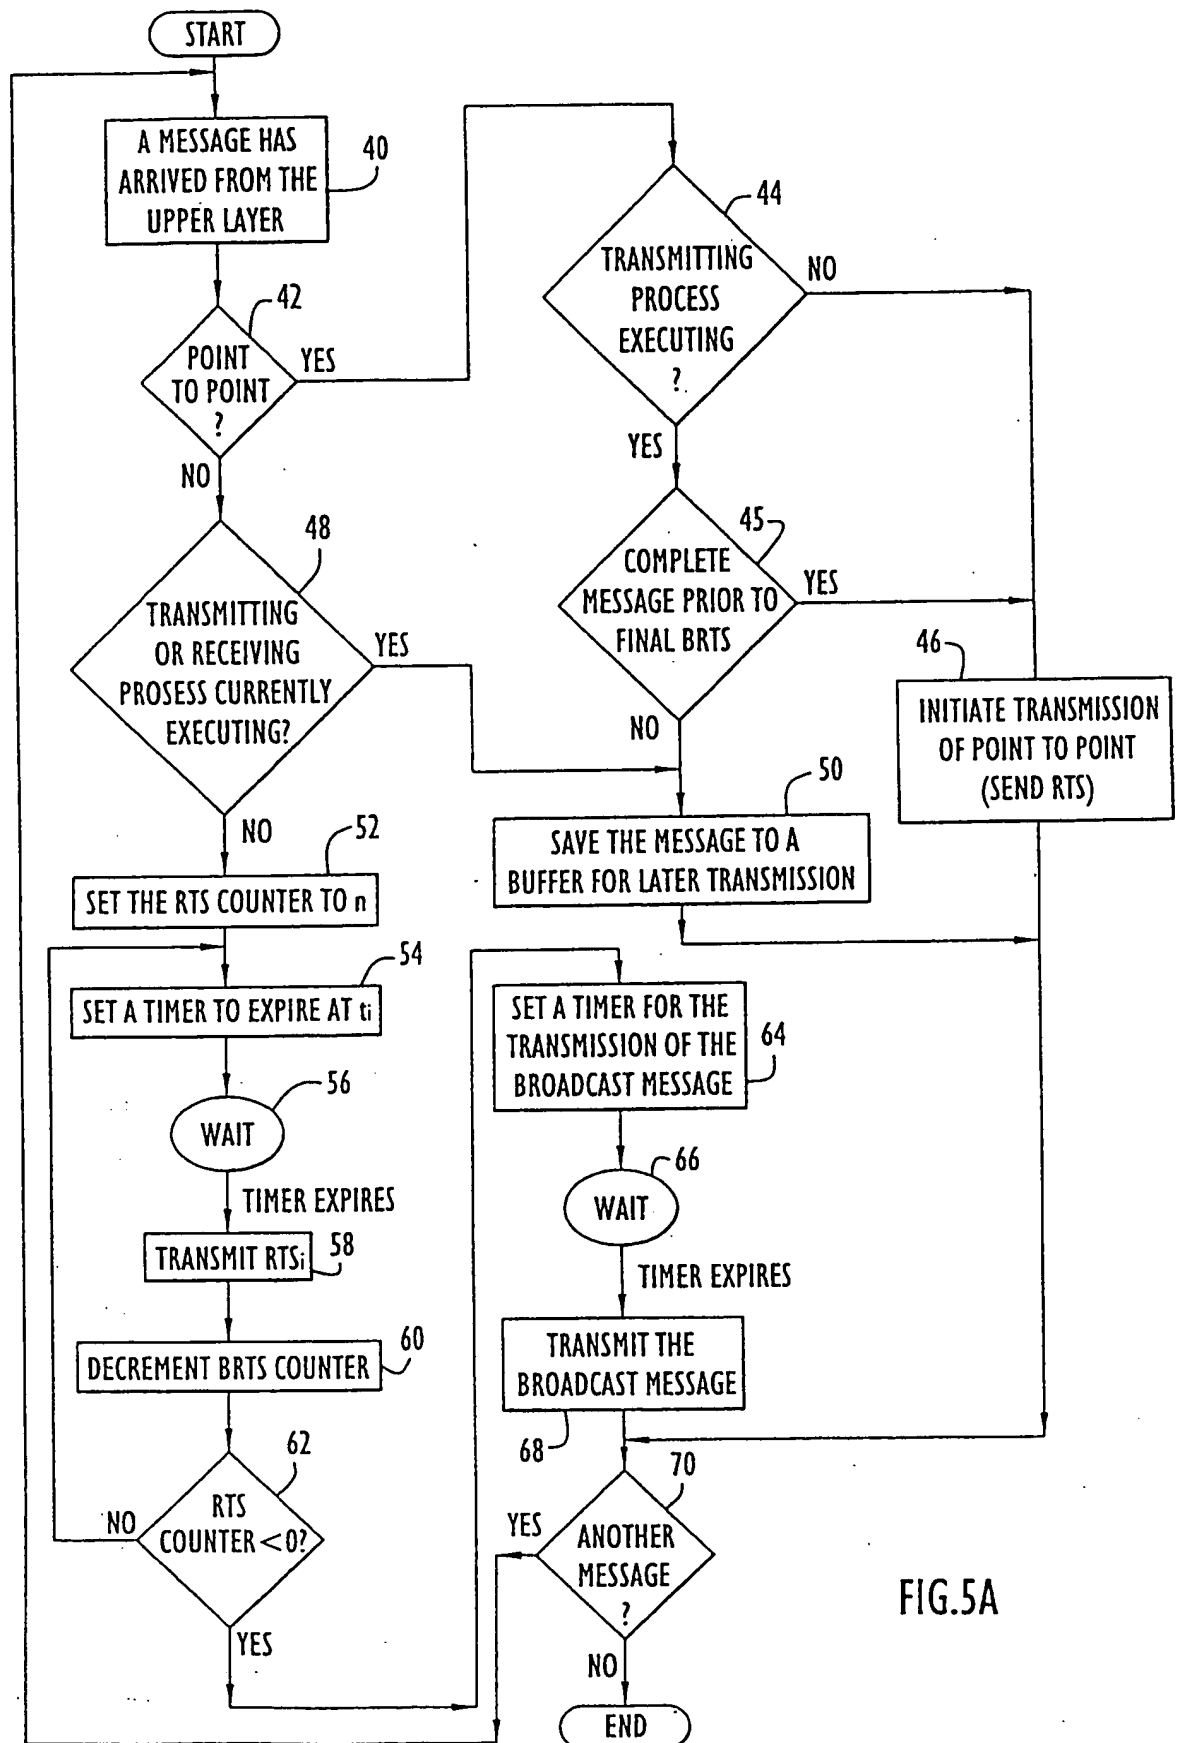 START
A MESSAGE HAS
ARRIVED FROM THE
UPPER LAYER
40
42
POINT
TO POINT
?
YES
NO
44
TRANSMITTING
PROCESS
EXECUTING
?
NO
YES
45
COMPLETE
MESSAGE PRIOR TO
FINAL BRTS
YES
NO
46
INITIATE TRANSMISSION
OF POINT TO POINT
(SEND RTS)
48
TRANSMITTING
OR RECEIVING
PROSESS CURRENTLY
EXECUTING?
YES
NO
50
SAVE THE MESSAGE TO A
BUFFER FOR LATER TRANSMISSION
52
SET THE RTS COUNTER TO n
54
SET A TIMER TO EXPIRE AT ti
56
WAIT
TIMER EXPIRES
TRANSMIT RTSi
58
DECREMENT BRTS COUNTER
60
62
RTS
COUNTER < 0?
NO
YES
SET A TIMER FOR THE
TRANSMISSION OF THE
BROADCAST MESSAGE
64
66
WAIT
TIMER EXPIRES
TRANSMIT THE
BROADCAST MESSAGE
68
70
ANOTHER
MESSAGE
?
YES
NO
END
FIG.5A